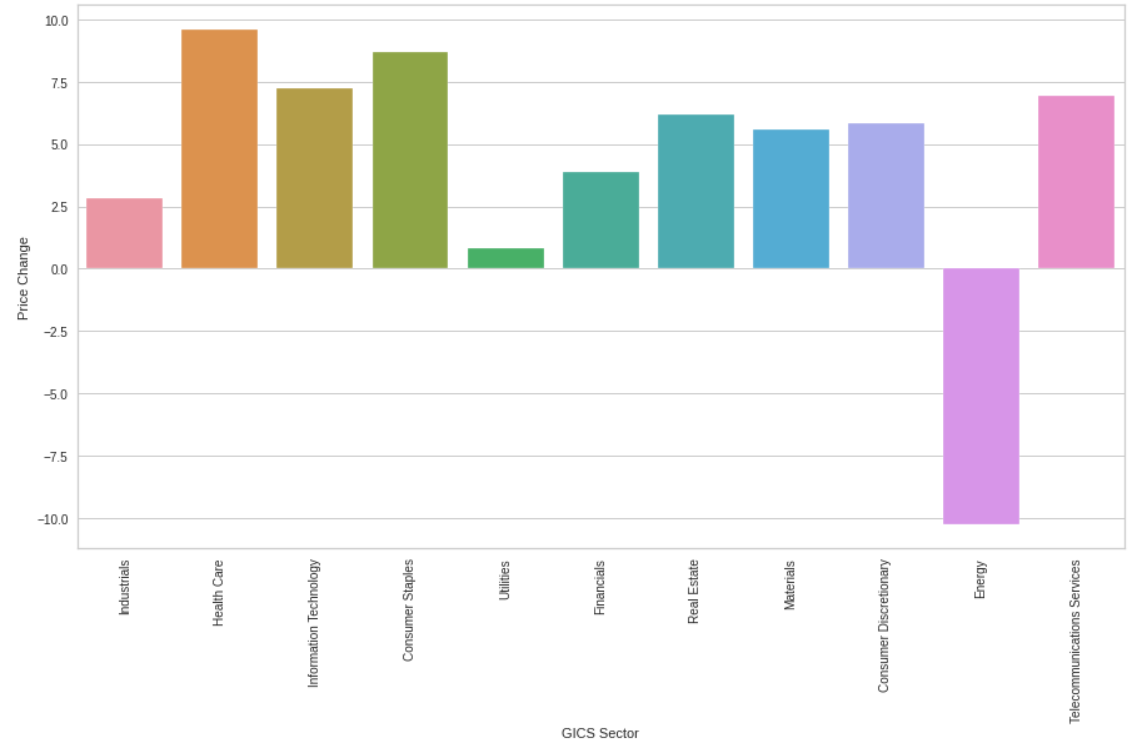 10.0
7.5
5.0
2.5
0.0
−2.5
−5.0
−7.5
−10.0
Price Change
Industrials
Health Care
Information Technology
Consumer Staples
Utilities
Financials
Real Estate
Materials
Consumer Discretionary
Energy
Telecommunications Services
GICS Sector